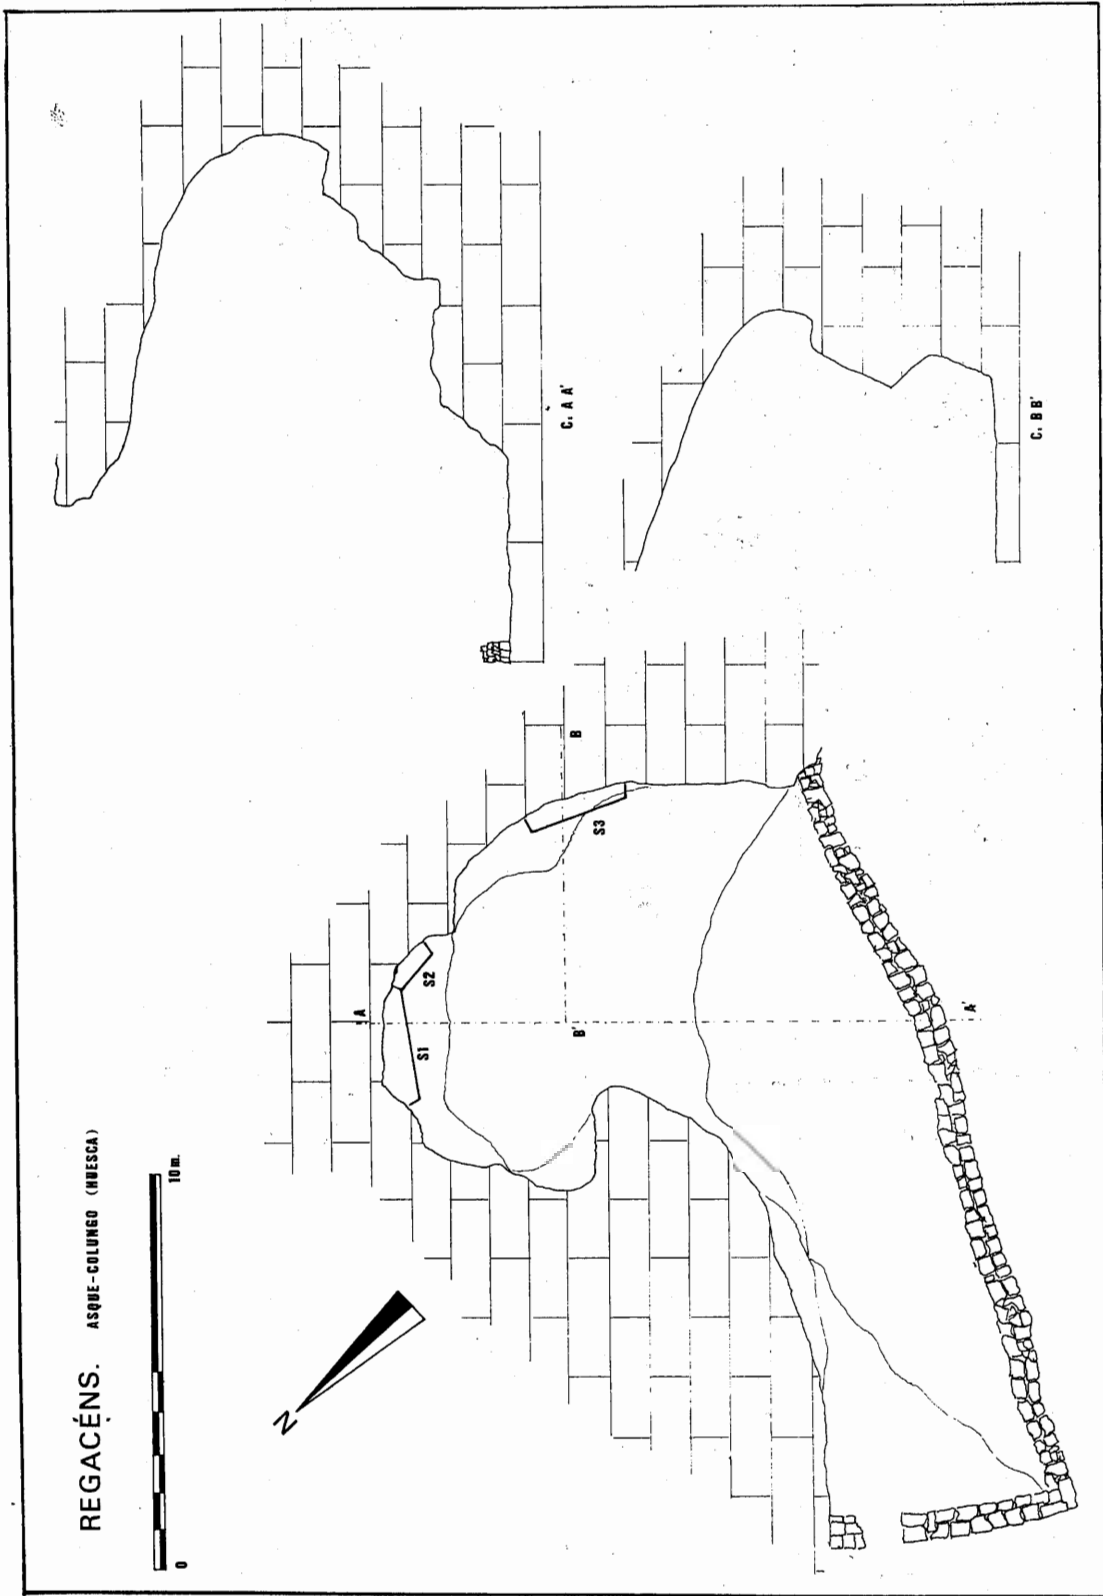 REGACÉNS. ASQUE-COLUNGO (HUESCA)
0 10 m.
N
A
S1
S2
B
S3
B'
A'
C. A A'
C. B B'